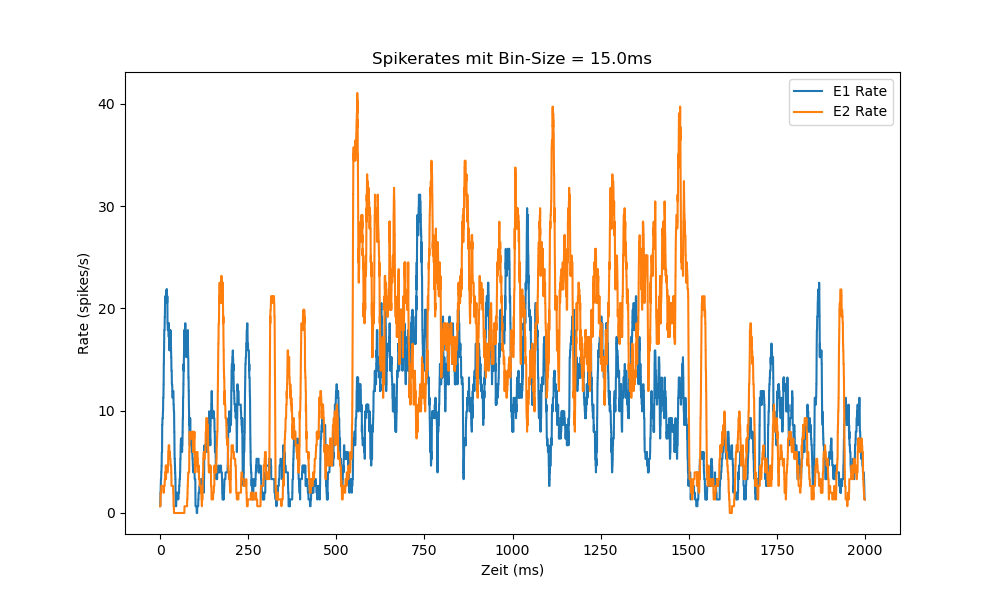 Spikerates mit Bin-Size = 15.0ms
E1 Rate
E2 Rate
40
30
20
10
0
Rate (spikes/s)
0 250 500 750 1000 1250 1500 1750 2000
Zeit (ms)